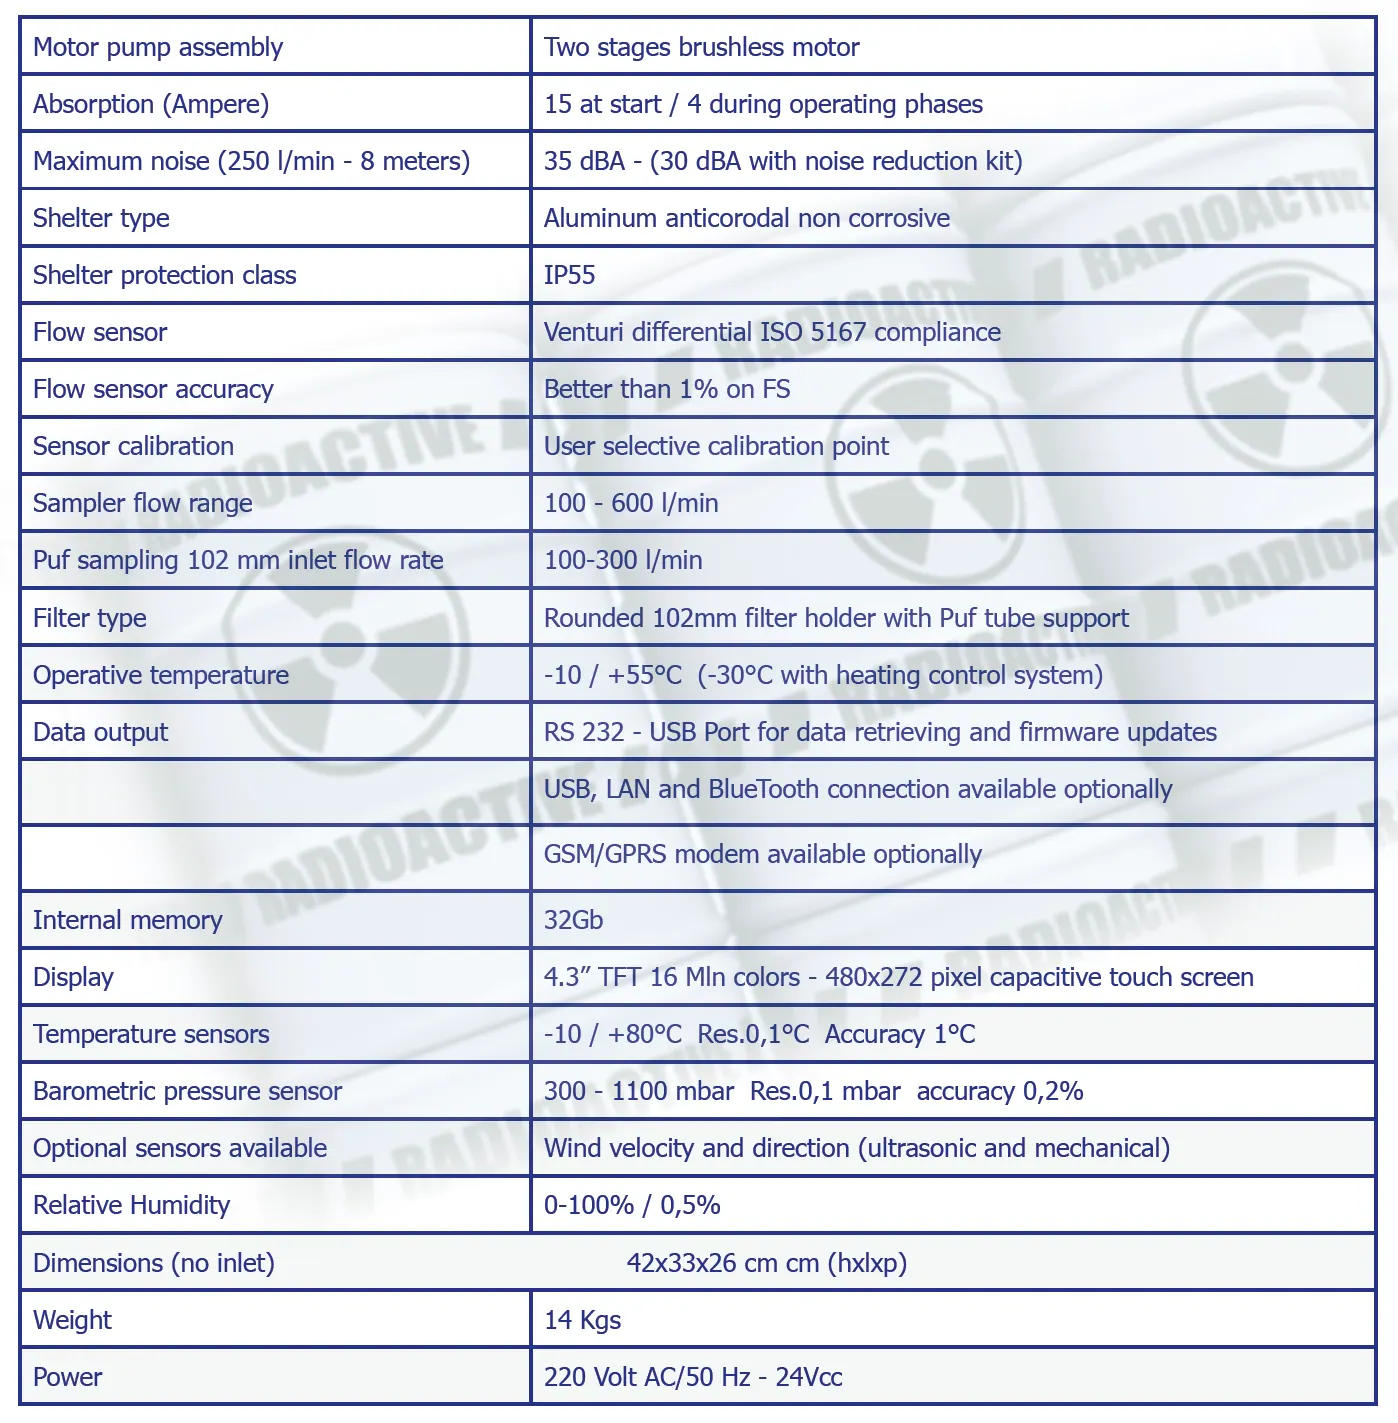 Motor pump assembly Two stages brushless motor
Absorption (Ampere) 15 at start / 4 during operating phases
Maximum noise (250 l/min - 8 meters) 35 dBA - (30 dBA with noise reduction kit)
Shelter type Aluminum anticorodal non corrosive
Shelter protection class IP55
Flow sensor Venturi differential ISO 5167 compliance
Flow sensor accuracy Better than 1% on FS
Sensor calibration User selective calibration point
Sampler flow range 100 - 600 l/min
Puf sampling 102 mm inlet flow rate 100-300 l/min
Filter type Rounded 102mm filter holder with Puf tube support
Operative temperature -10 / +55°C (-30°C with heating control system)
Data output RS 232 - USB Port for data retrieving and firmware updates
USB, LAN and BlueTooth connection available optionally
GSM/GPRS modem available optionally
Internal memory 32Gb
Display 4.3” TFT 16 Mln colors - 480x272 pixel capacitive touch screen
Temperature sensors -10 / +80°C Res.0,1°C Accuracy 1°C
Barometric pressure sensor 300 - 1100 mbar Res.0,1 mbar accuracy 0,2%
Optional sensors available Wind velocity and direction (ultrasonic and mechanical)
Relative Humidity 0-100% / 0,5%
Dimensions (no inlet) 42x33x26 cm cm (hxlxp)
Weight 14 Kgs
Power 220 Volt AC/50 Hz - 24Vcc
RADIOACTIVE
RADIOACTIVE
RADIOACTIVE
RADIOACTIVE
RADIOACTIVE
RADIOACTIVE